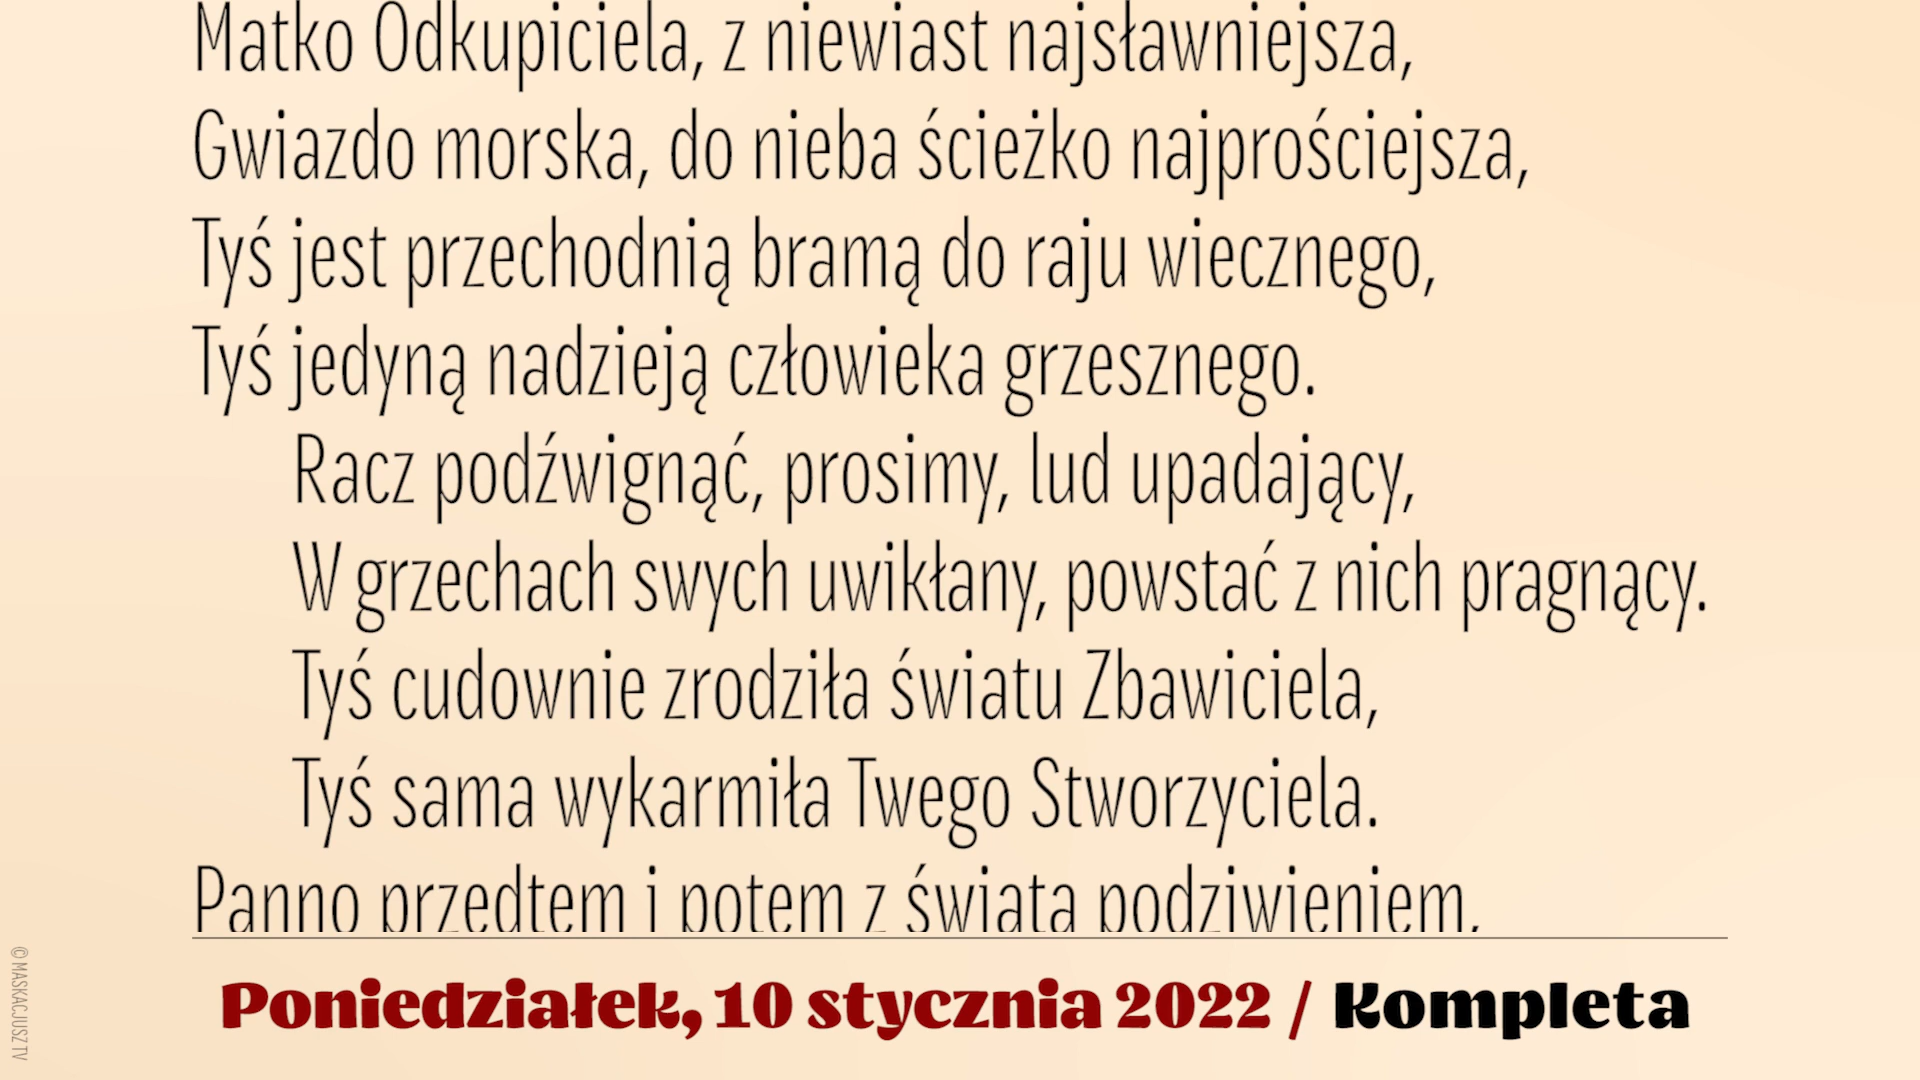 Matko Odkupiciela, z niewiast najsławniejsza,
Gwiazdo morska, do nieba ścieżko najprościejsza,
Tyś jest przechodnią bramą do raju wiecznego,
Tyś jedyną nadzieją człowieka grzesznego.
Racz podźwignąć, prosimy, lud upadający,
W grzechach swych uwikłany, powstać z nich pragnący.
Tyś cudownie zrodziła światu Zbawiciela,
Tyś sama wykarmiła Twego Stworzyciela.
Panno przedtem i potem z świata podziwieniem,
Poniedziałek, 10 stycznia 2022 / Kompleta
© MASKACJUSZ TV